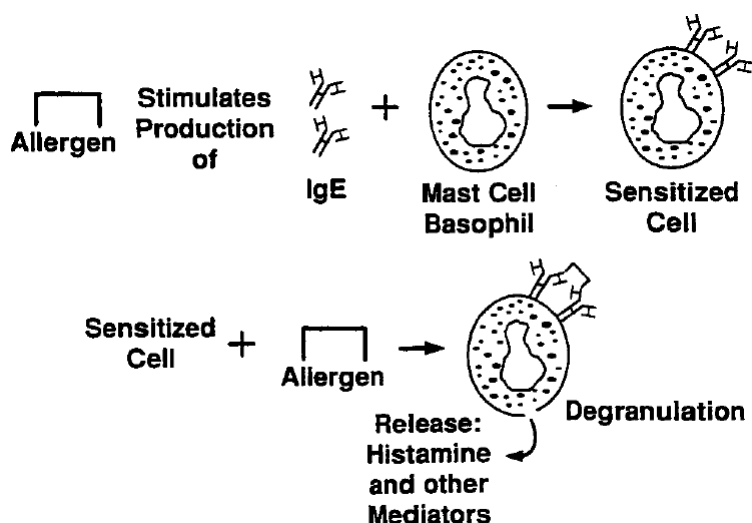 Allergen
Stimulates
Production
of
IgE
+
Mast Cell
Basophil
Sensitized
Cell
Sensitized
Cell
+
Allergen
Degranulation
Release:
Histamine
and other
Mediators